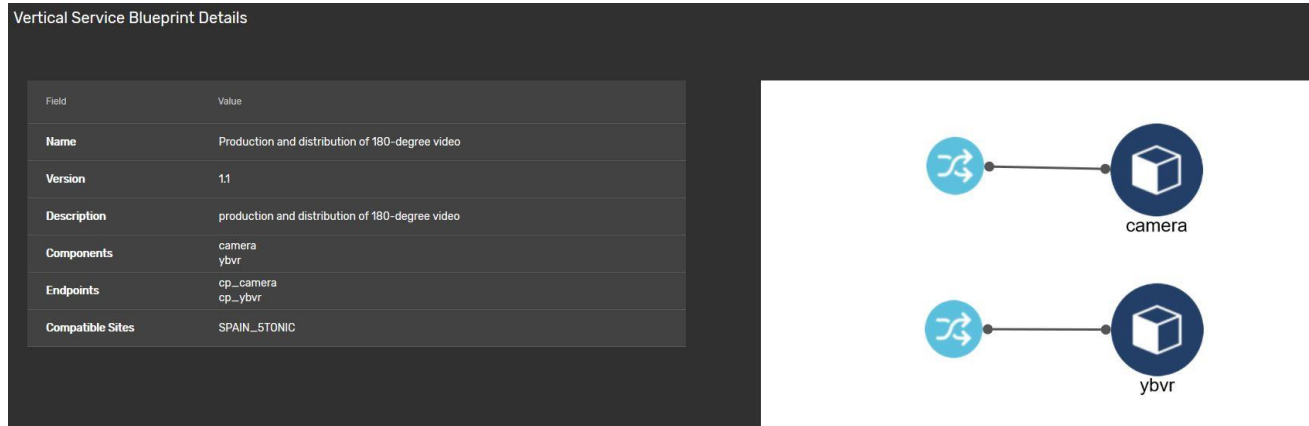 Vertical Service Blueprint Details
Field Value
Name Production and distribution of 180-degree video
Version 1.1
Description production and distribution of 180-degree video
Components camera
ybvr
Endpoints cp_camera
cp_ybvr
Compatible Sites SPAIN_5TONIC
camera
ybvr